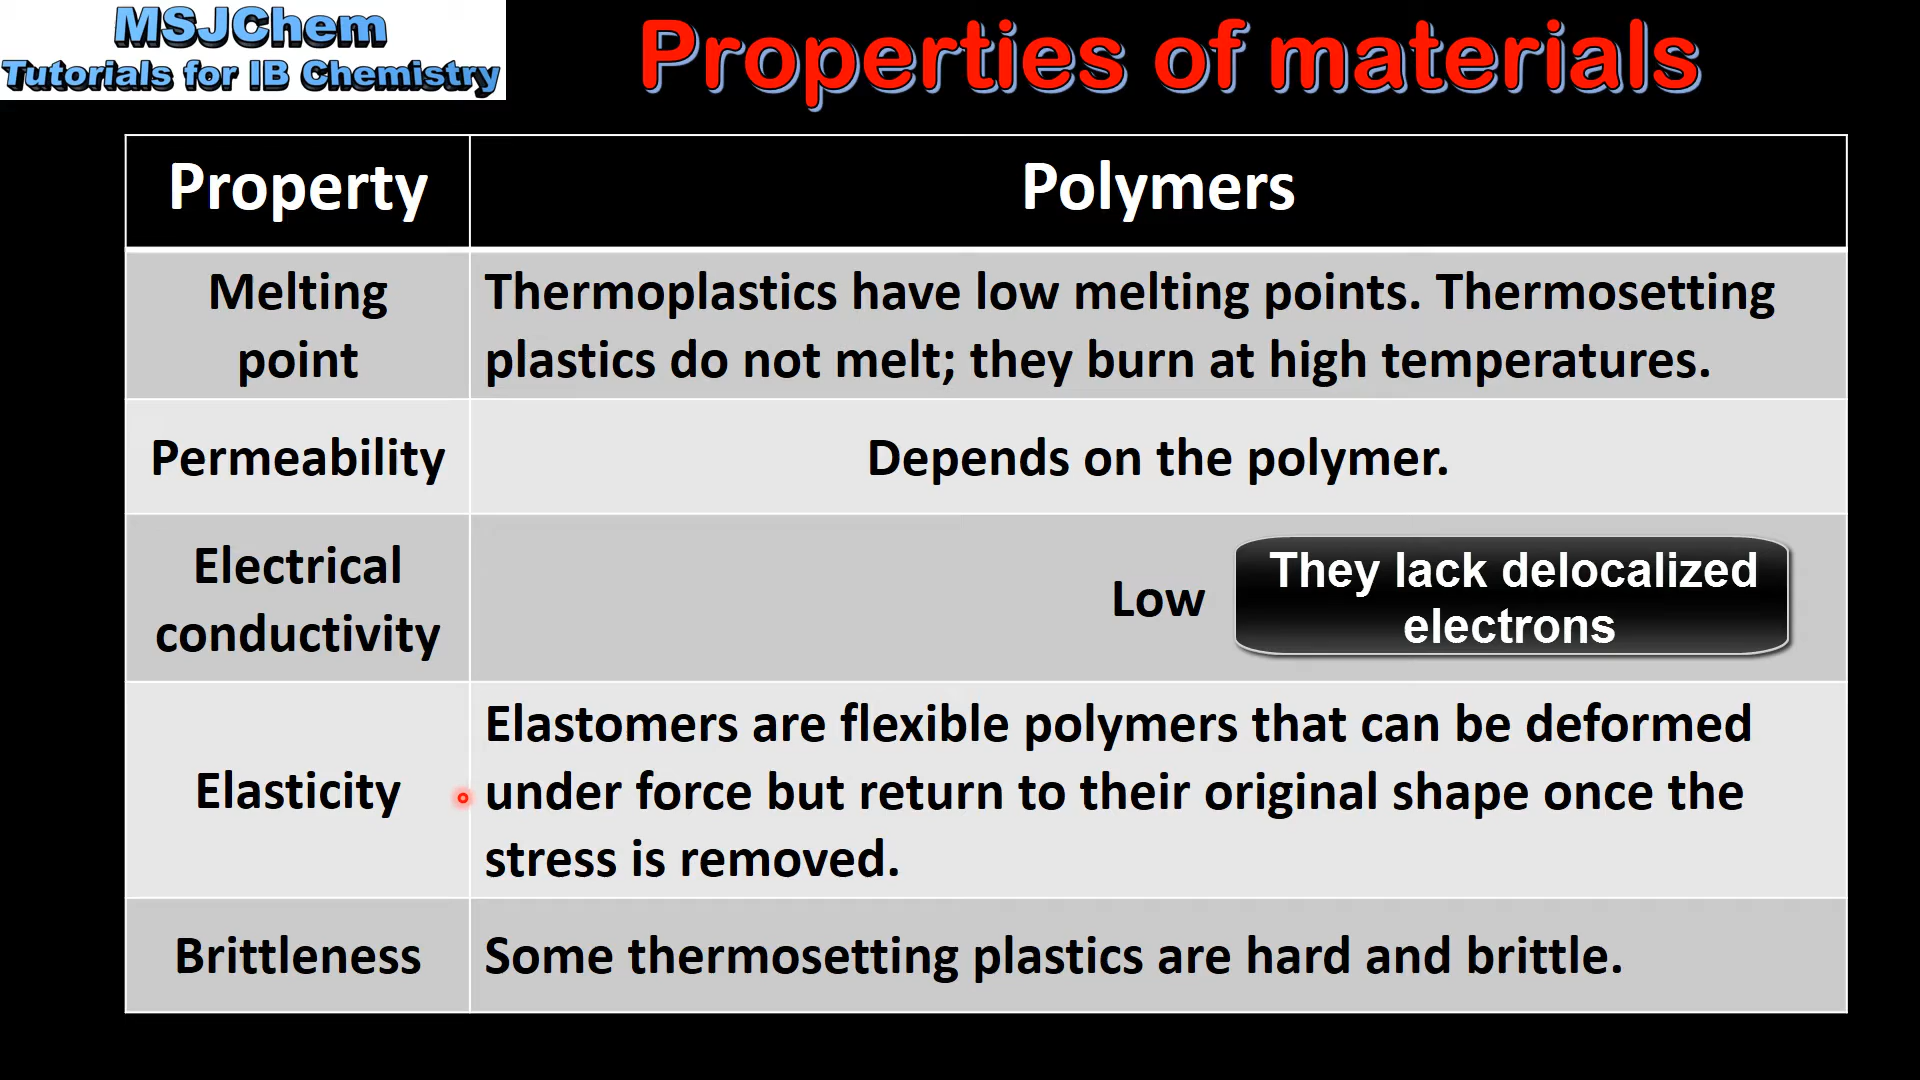 MSJChem
Tutorials for IB Chemistry
Properties of materials
Property
Polymers
Melting
point
Thermoplastics have low melting points. Thermosetting
plastics do not melt; they burn at high temperatures.
Permeability
Depends on the polymer.
Electrical
conductivity
Low
They lack delocalized
electrons
Elasticity
Elastomers are flexible polymers that can be deformed
under force but return to their original shape once the
stress is removed.
Brittleness
Some thermosetting plastics are hard and brittle.